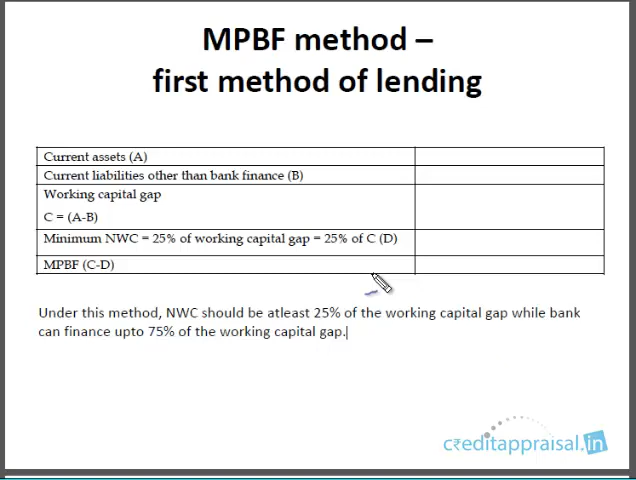 MPBF method –
first method of lending
Current assets (A)
Current liabilities other than bank finance (B)
Working capital gap
C = (A-B)
Minimum NWC = 25% of working capital gap = 25% of C (D)
MPBF (C-D)
Under this method, NWC should be atleast 25% of the working capital gap while bank
can finance upto 75% of the working capital gap.
c₹editappraisal.in